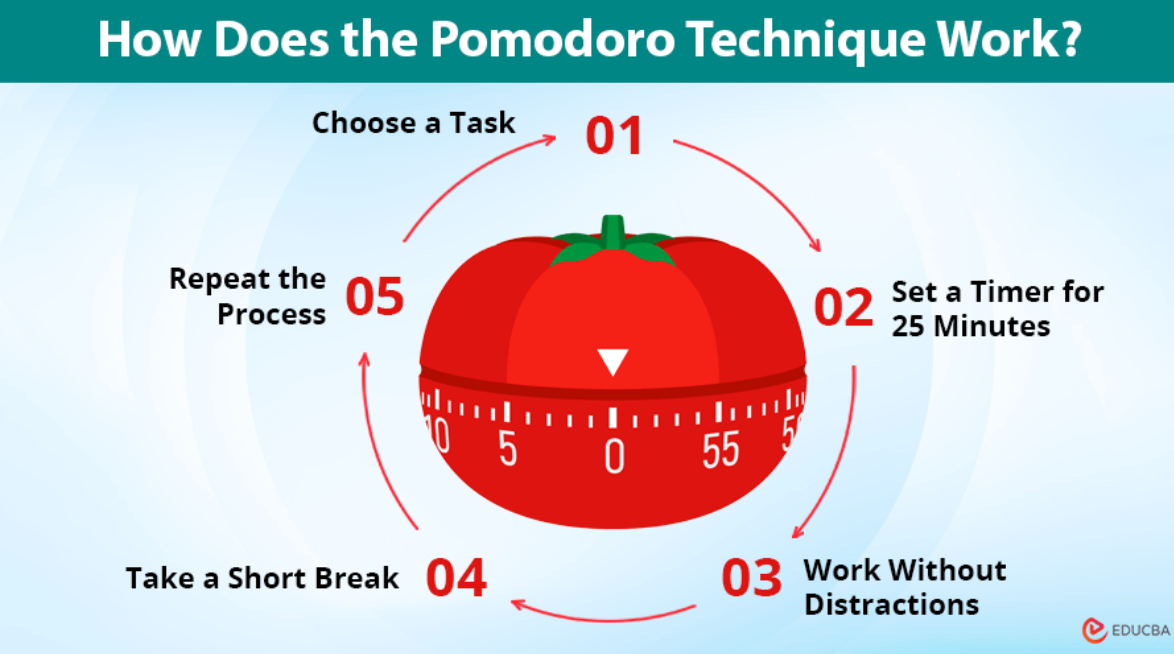 How Does the Pomodoro Technique Work?
Choose a Task
01
02
Set a Timer for
25 Minutes
03
Work Without
Distractions
Take a Short Break
04
Repeat the
Process
05
10 5 0 55
EDUCBA